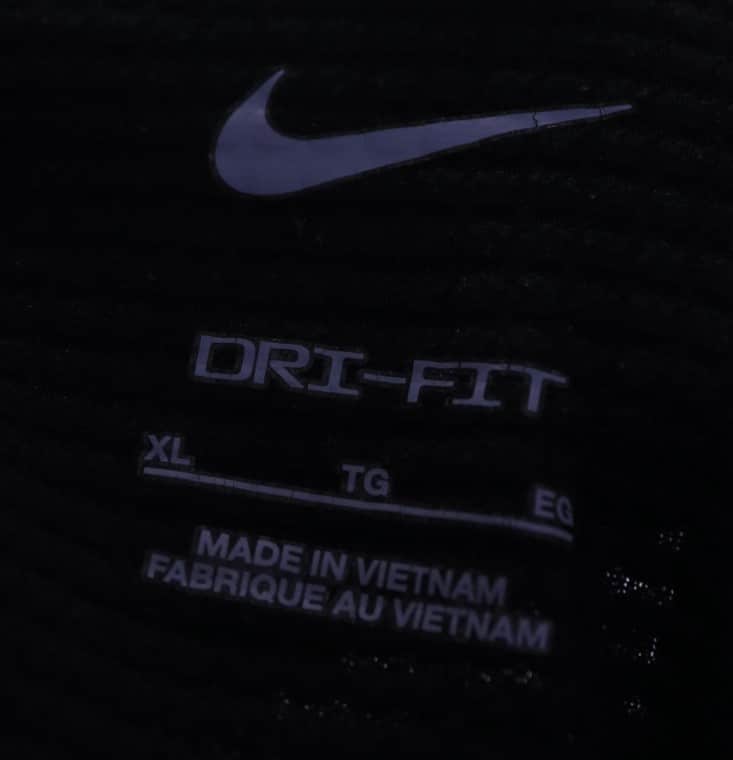 DRI-FIT
XL TG EG
MADE IN VIETNAM
FABRIQUE AU VIETNAM